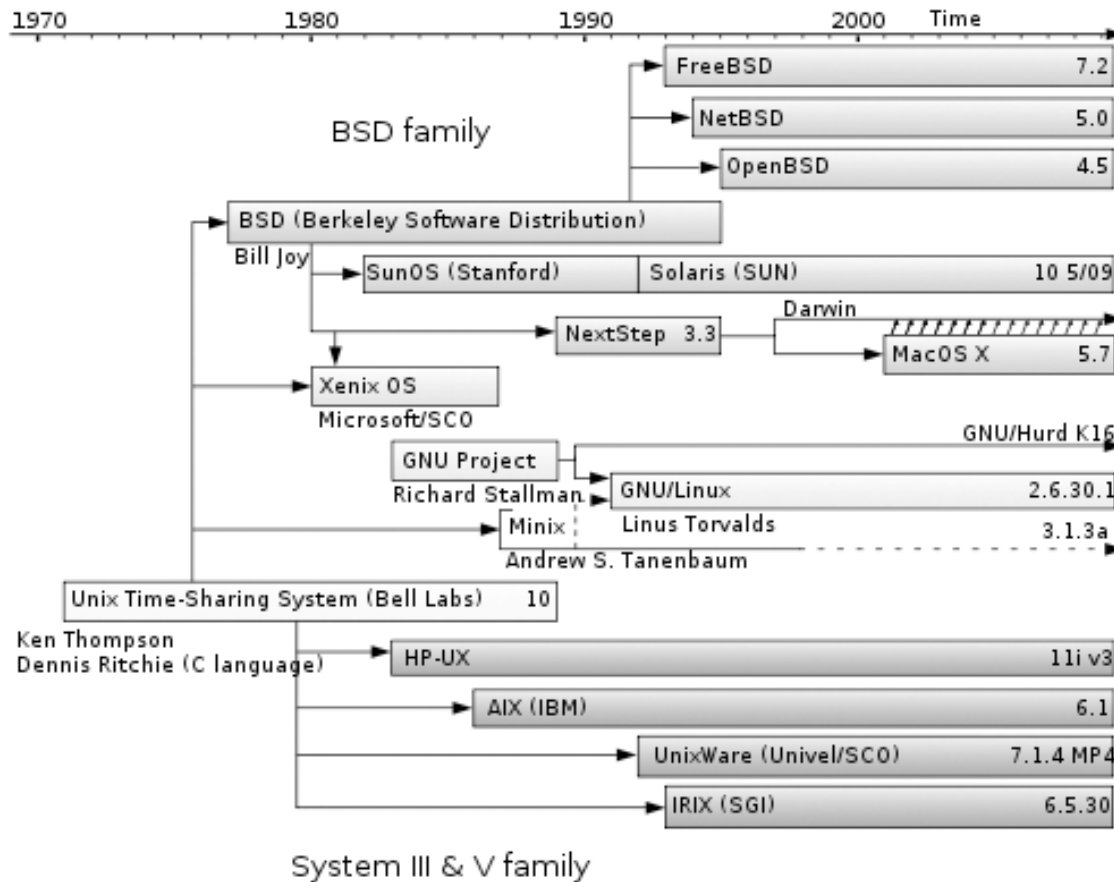 1970 1980 1990 2000 Time
FreeBSD 7.2
NetBSD 5.0
BSD family
OpenBSD 4.5
BSD (Berkeley Software Distribution)
Bill Joy
SunOS (Stanford) Solaris (SUN) 10 5/09
Darwin
NextStep 3.3
MacOS X 5.7
Xenix OS
Microsoft/SCO
GNU/Hurd K16
GNU Project
Richard Stallman
GNU/Linux 2.6.30.1
Minix
Linus Torvalds
3.1.3a
Andrew S. Tanenbaum
Unix Time-Sharing System (Bell Labs) 10
Ken Thompson
Dennis Ritchie (C language)
HP-UX 11i v3
AIX (IBM) 6.1
UnixWare (Univel/SCO) 7.1.4 MP4
IRIX (SGI) 6.5.30
System III & V family